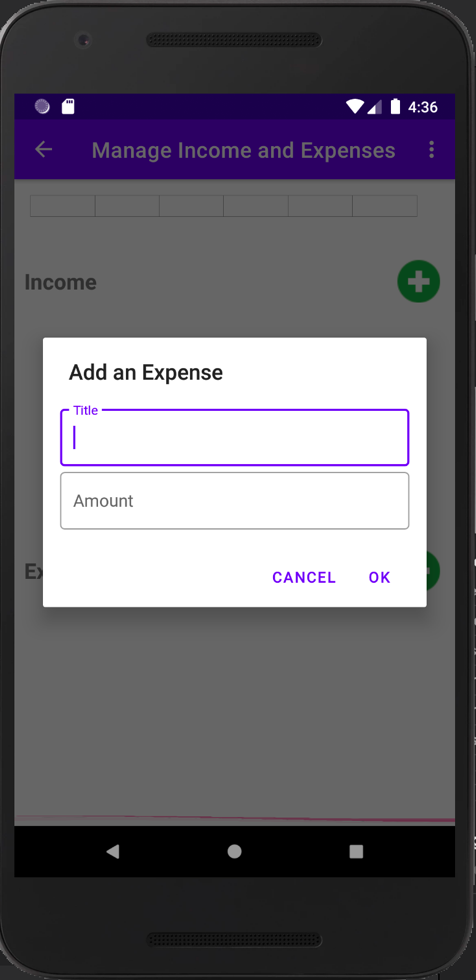 4:36
Manage Income and Expenses
Income
Add an Expense
Title
Amount
CANCEL OK